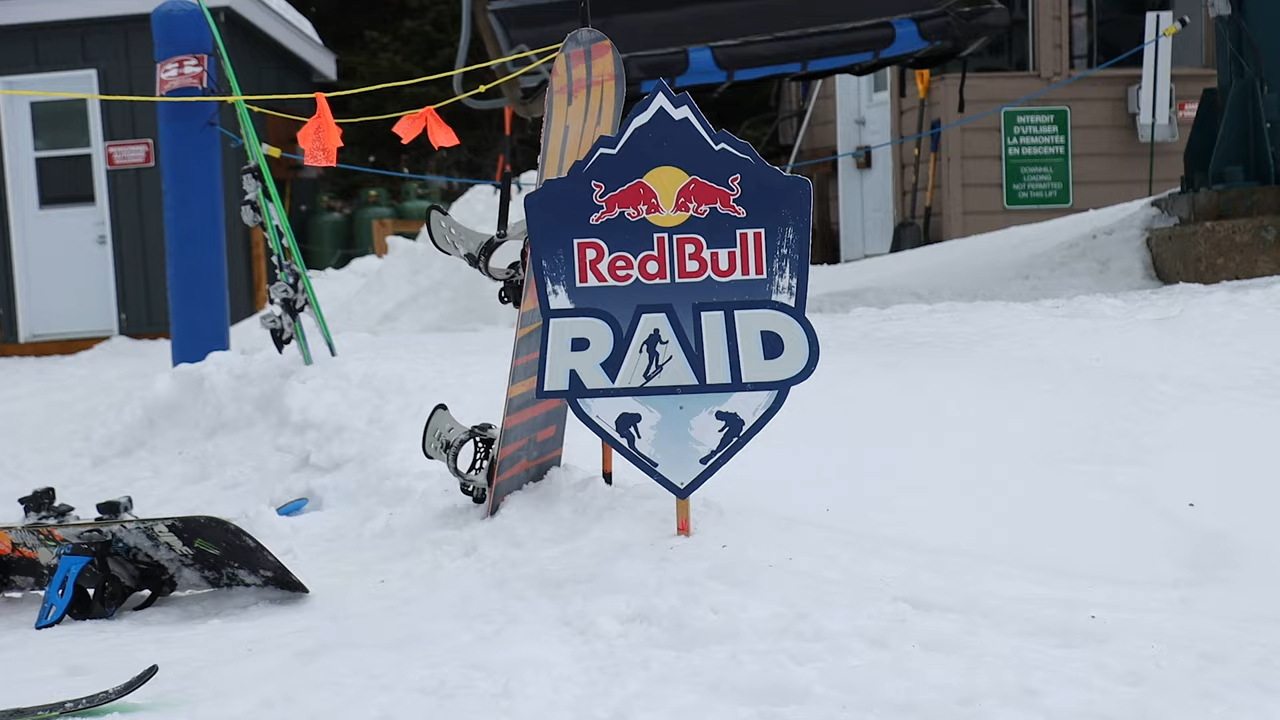 INTERDIT
D'UTILISER
LA REMONTÉE
EN DESCENTE
DOWNHILL
LOADING
NOT PERMITTED
ON THIS LIFT
Red Bull
RAID